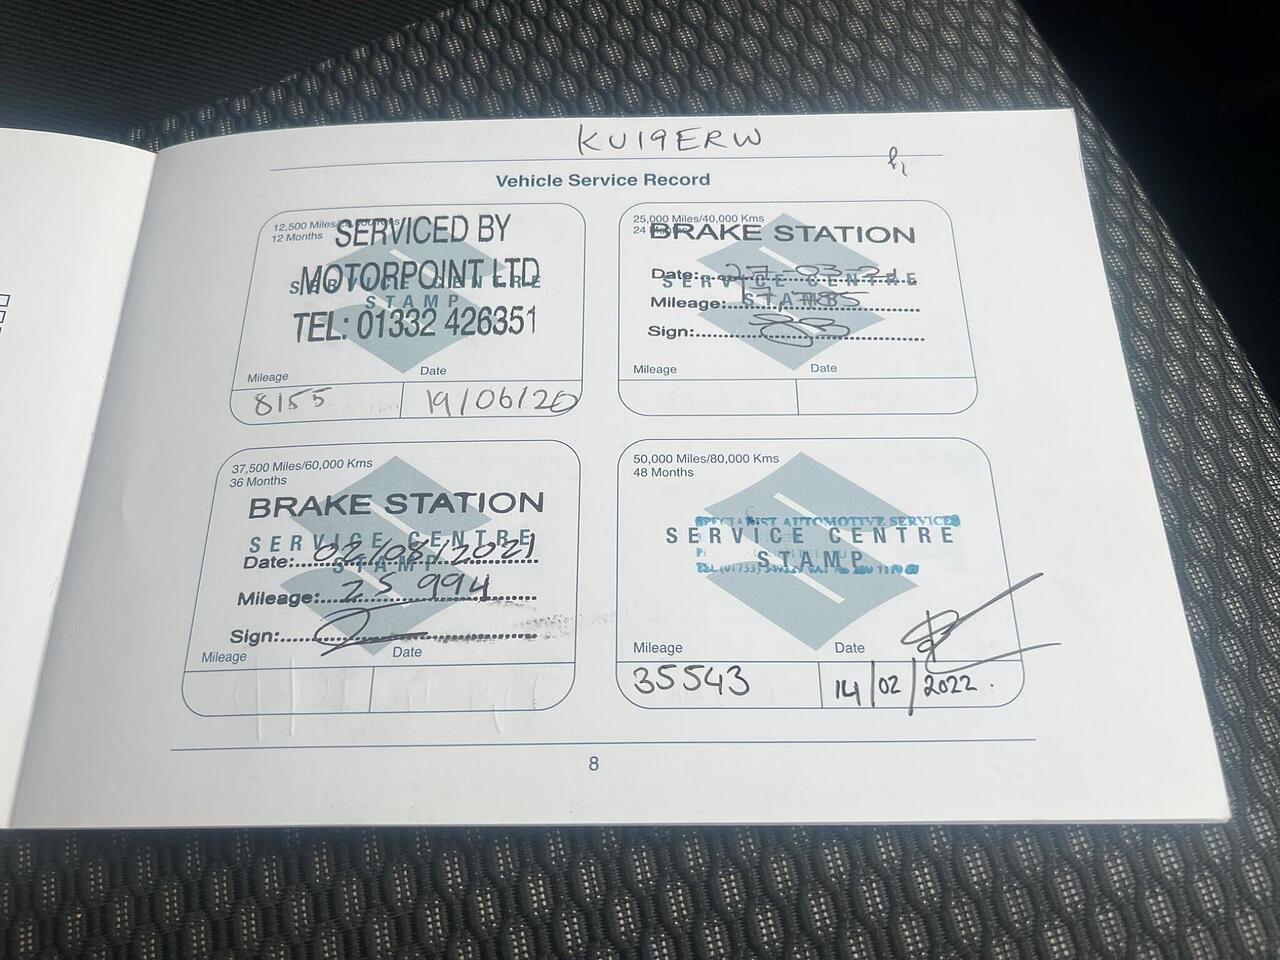 KU19ERW
Vehicle Service Record
12,500 Miles
12 Months
SERVICED BY
MOTORPOINT LTD
SERVICE CENTRE
STAMP
TEL: 01332 426351
Mileage Date
8155 19/06/20
25,000 Miles/40,000 Kms
24
BRAKE STATION
Date: 27-03-21
SERVICE CENTRE
Mileage:
STAMP
Sign:
Mileage Date
37,500 Miles/60,000 Kms
36 Months
BRAKE STATION
SERVICE CENTRE
Date: 02/08/2021
STAMP
Mileage: 25 994
Sign:
Mileage Date
50,000 Miles/80,000 Kms
48 Months
SPECIALIST AUTOMOTIVE SERVICES
SERVICE CENTRE
STAMP
Mileage Date
35543 14/02/2022.
8